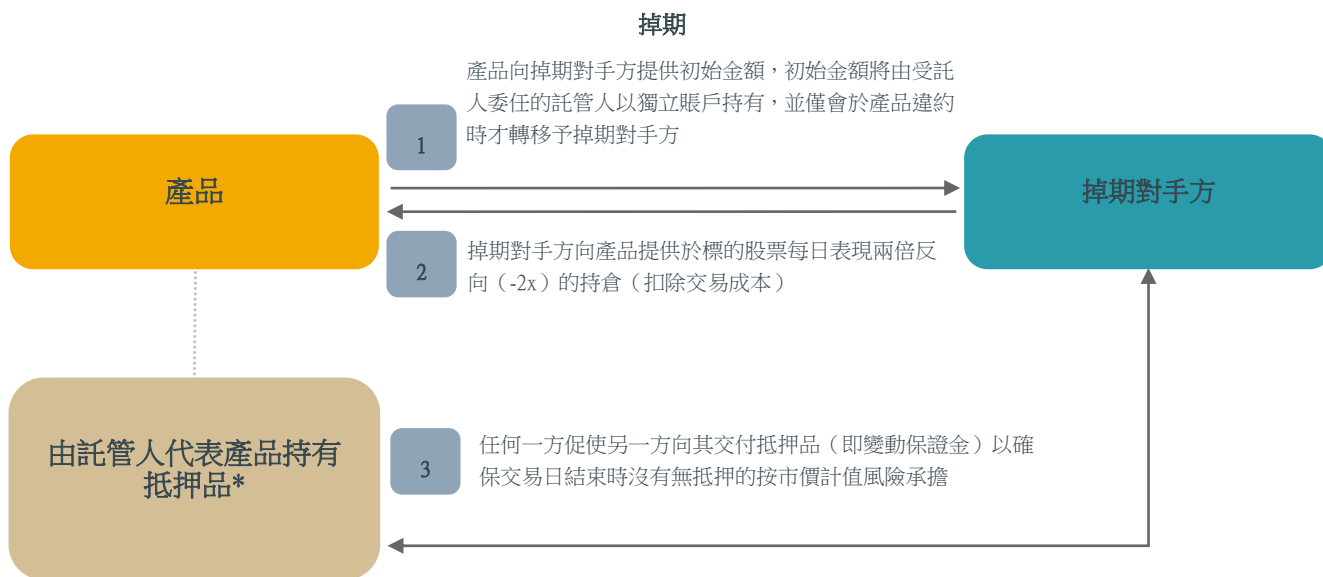 掉期
產品向掉期對手方提供初始金額，初始金額將由受託
人委任的託管人以獨立賬戶持有，並僅會於產品違約
時才轉移予掉期對手方
1
產品
掉期對手方
2
掉期對手方向產品提供於標的股票每日表現兩倍反
向（-2x）的持倉（扣除交易成本）
由託管人代表產品持有
抵押品*
3
任何一方促使另一方向其交付抵押品（即變動保證金）以確
保交易日結束時沒有無抵押的按市價計值風險承擔